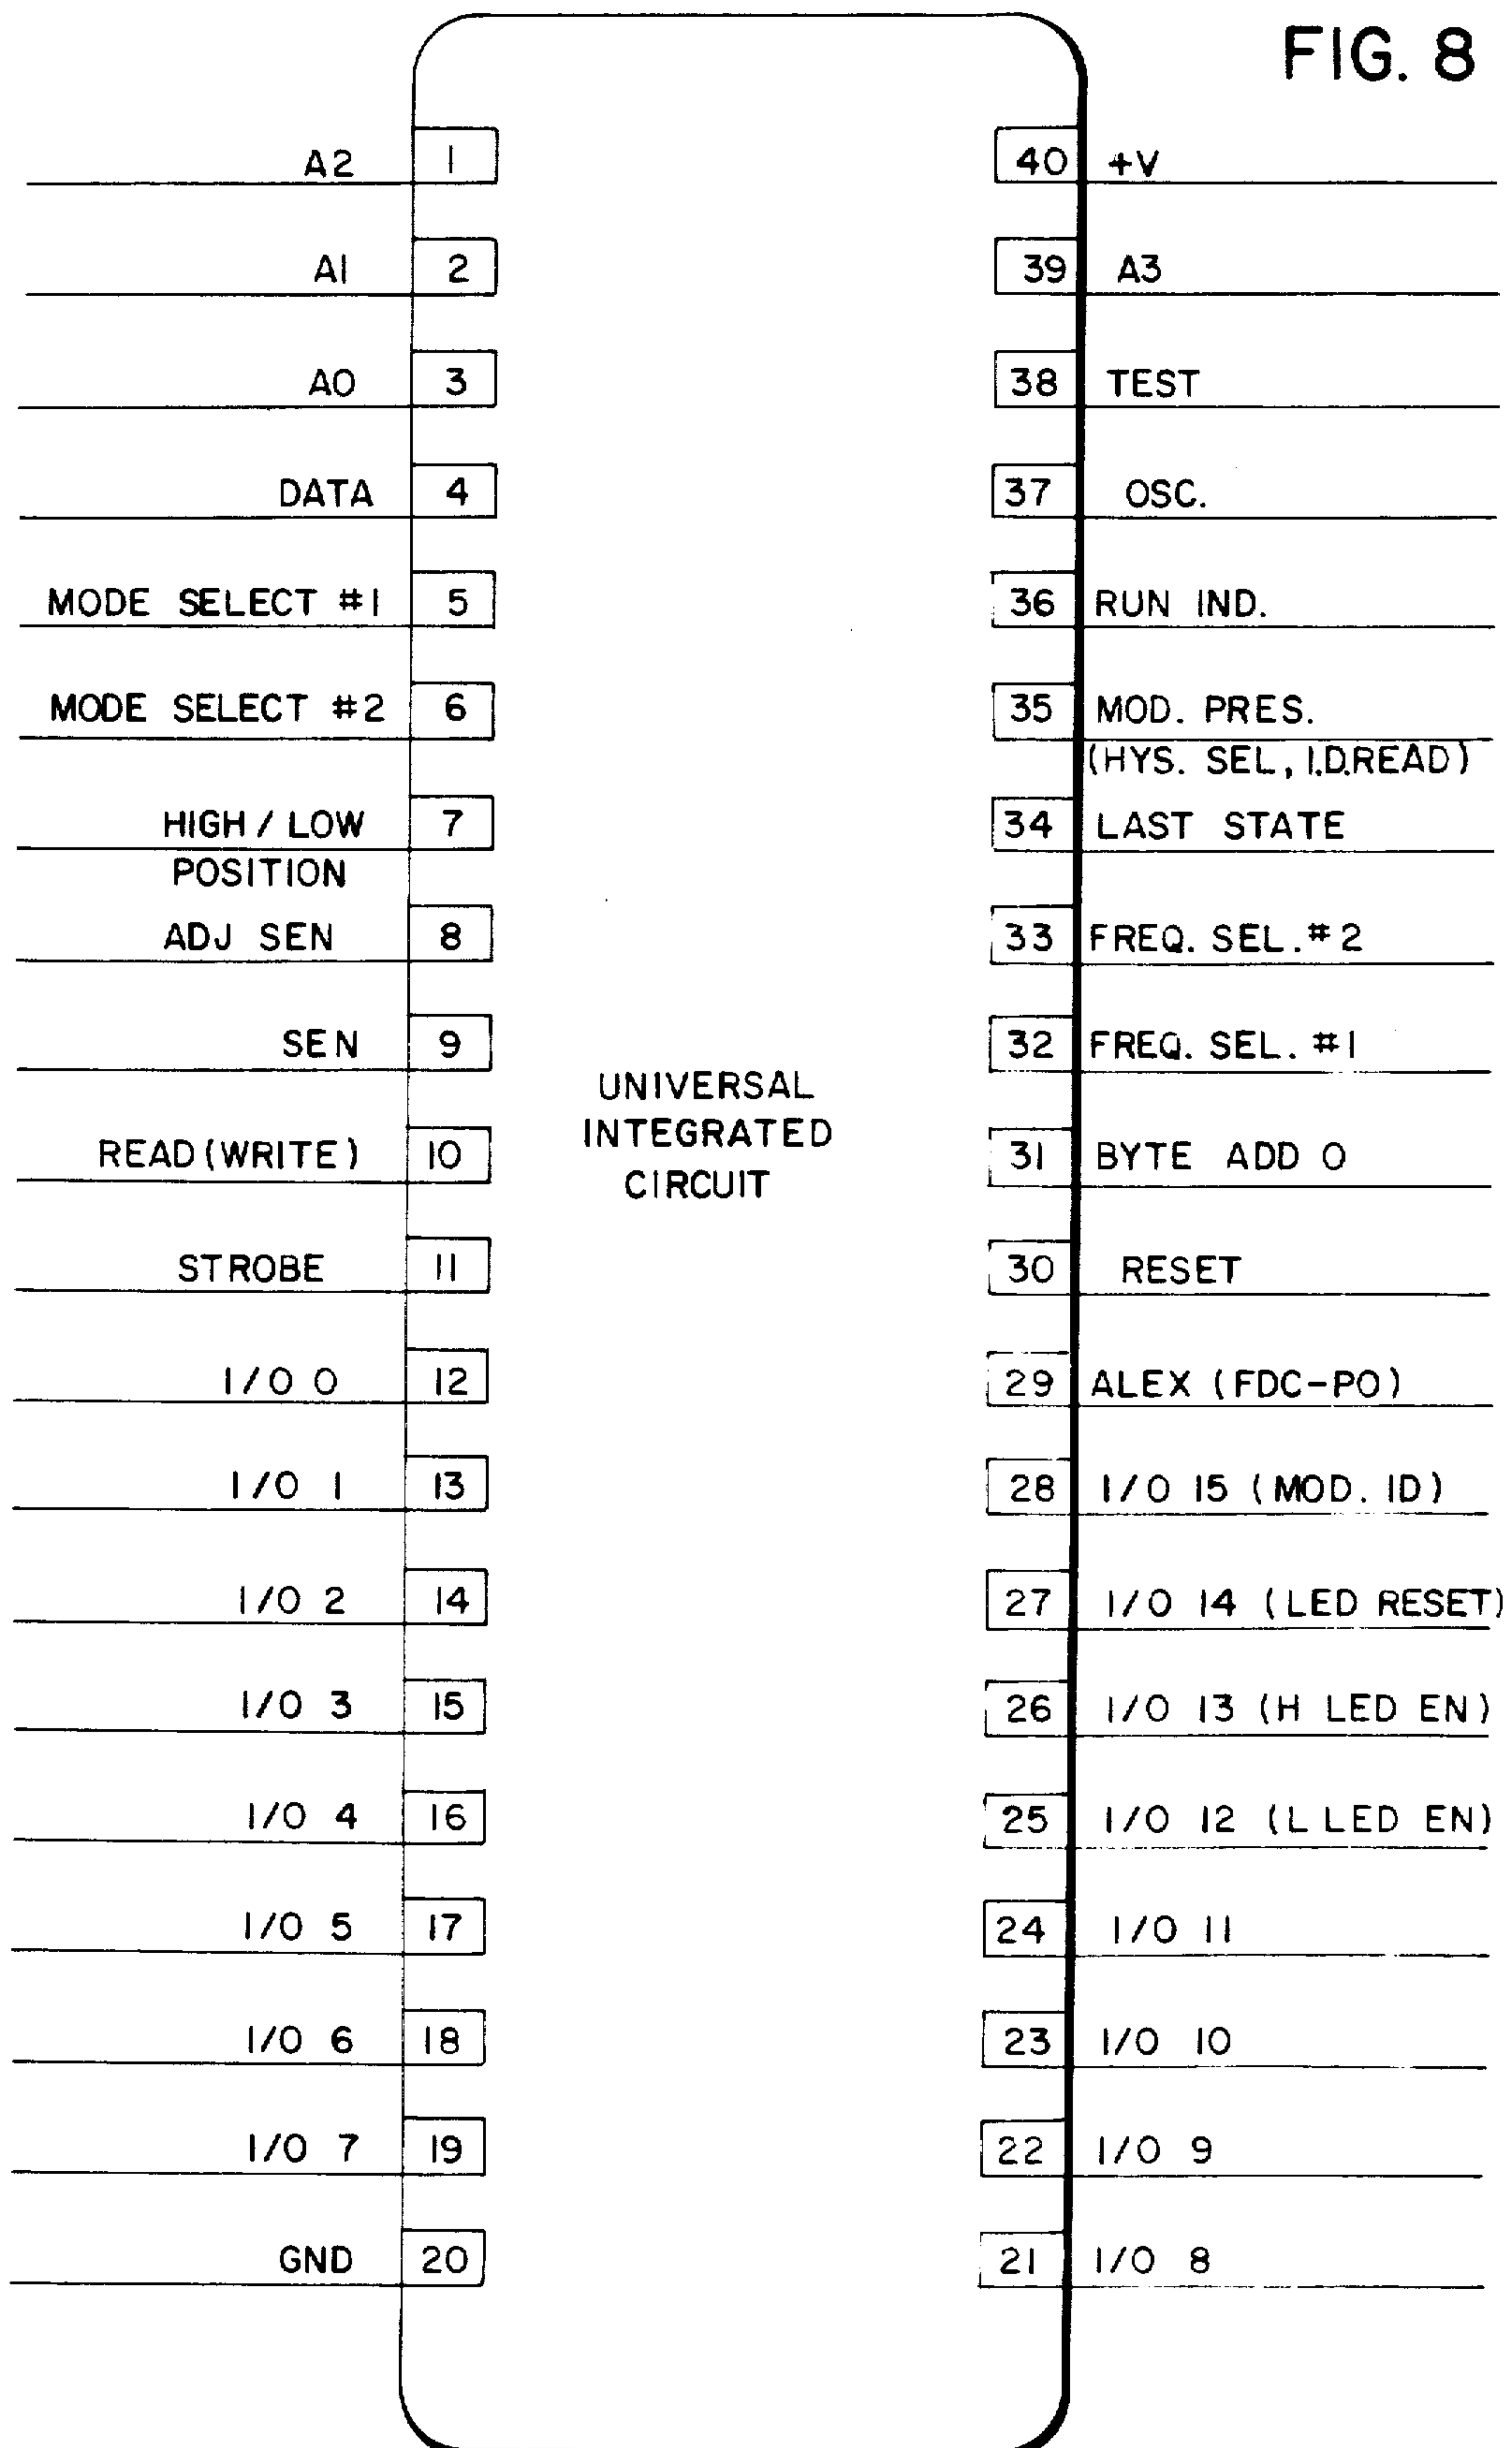 FIG. 8
A2 1
40 +V
A1 2
39 A3
A0 3
38 TEST
DATA 4
37 OSC.
MODE SELECT #1 5
36 RUN IND.
MODE SELECT #2 6
35 MOD. PRES.
(HYS. SEL, I.D.READ)
HIGH / LOW 7
POSITION
34 LAST STATE
ADJ SEN 8
33 FREQ. SEL. #2
SEN 9
32 FREQ. SEL. #1
UNIVERSAL
INTEGRATED
CIRCUIT
READ (WRITE) 10
31 BYTE ADD 0
STROBE 11
30 RESET
I/O 0 12
29 ALEX (FDC-PO)
I/O 1 13
28 I/O 15 (MOD. ID)
I/O 2 14
27 I/O 14 (LED RESET)
I/O 3 15
26 I/O 13 (H LED EN)
I/O 4 16
25 I/O 12 (L LED EN)
I/O 5 17
24 I/O 11
I/O 6 18
23 I/O 10
I/O 7 19
22 I/O 9
GND 20
21 I/O 8